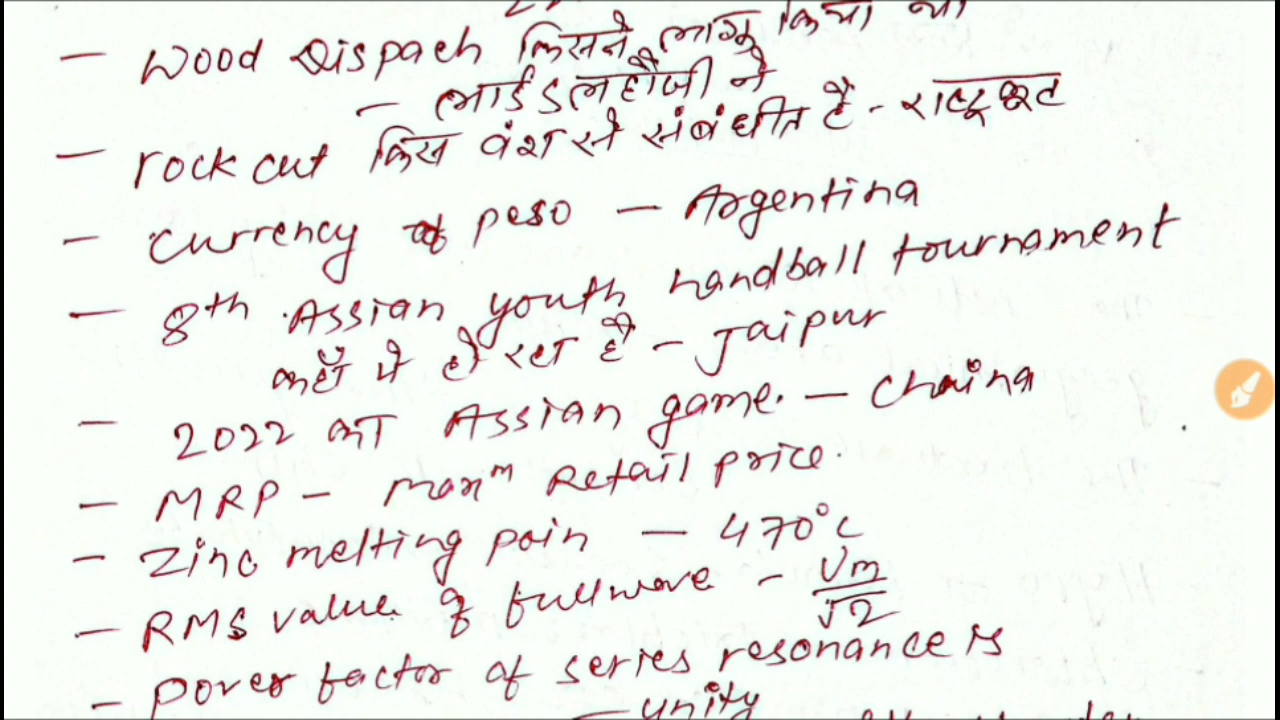 - Wood Dispach किसने लागू किया था
- लार्ड डलहौजी ने
- rock cut किस वंश से संबंधीत है - राष्ट्रकूट
- Currency of peso - Argentina
- 8th Assian youth handball tournament
कहाँ पे हो रहा है - Jaipur
- 2022 का Assian game. - Chaina
- MRP - Maxm Retail price.
- Zinc melting poin - 470°C
- RMS value of fullwave - Vm/√2
- Pover factor of series resonance is
- unity